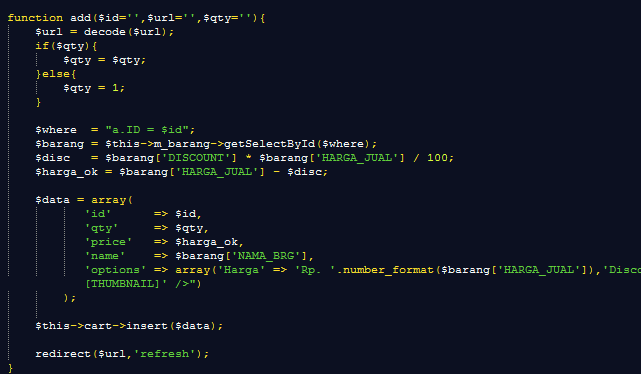 function add($id='',$url='',$qty=''){
$url = decode($url);
if($qty){
$qty = $qty;
}else{
$qty = 1;
}
$where = "a.ID = $id";
$barang = $this->m_barang->getSelectById($where);
$disc = $barang['DISCOUNT'] * $barang['HARGA_JUAL'] / 100;
$harga_ok = $barang['HARGA_JUAL'] - $disc;
$data = array(
'id' => $id,
'qty' => $qty,
'price' => $harga_ok,
'name' => $barang['NAMA_BRG'],
'options' => array('Harga' => 'Rp. '.number_format($barang['HARGA_JUAL']),'Disco
[THUMBNAIL]' />")
);
$this->cart->insert($data);
redirect($url,'refresh');
}